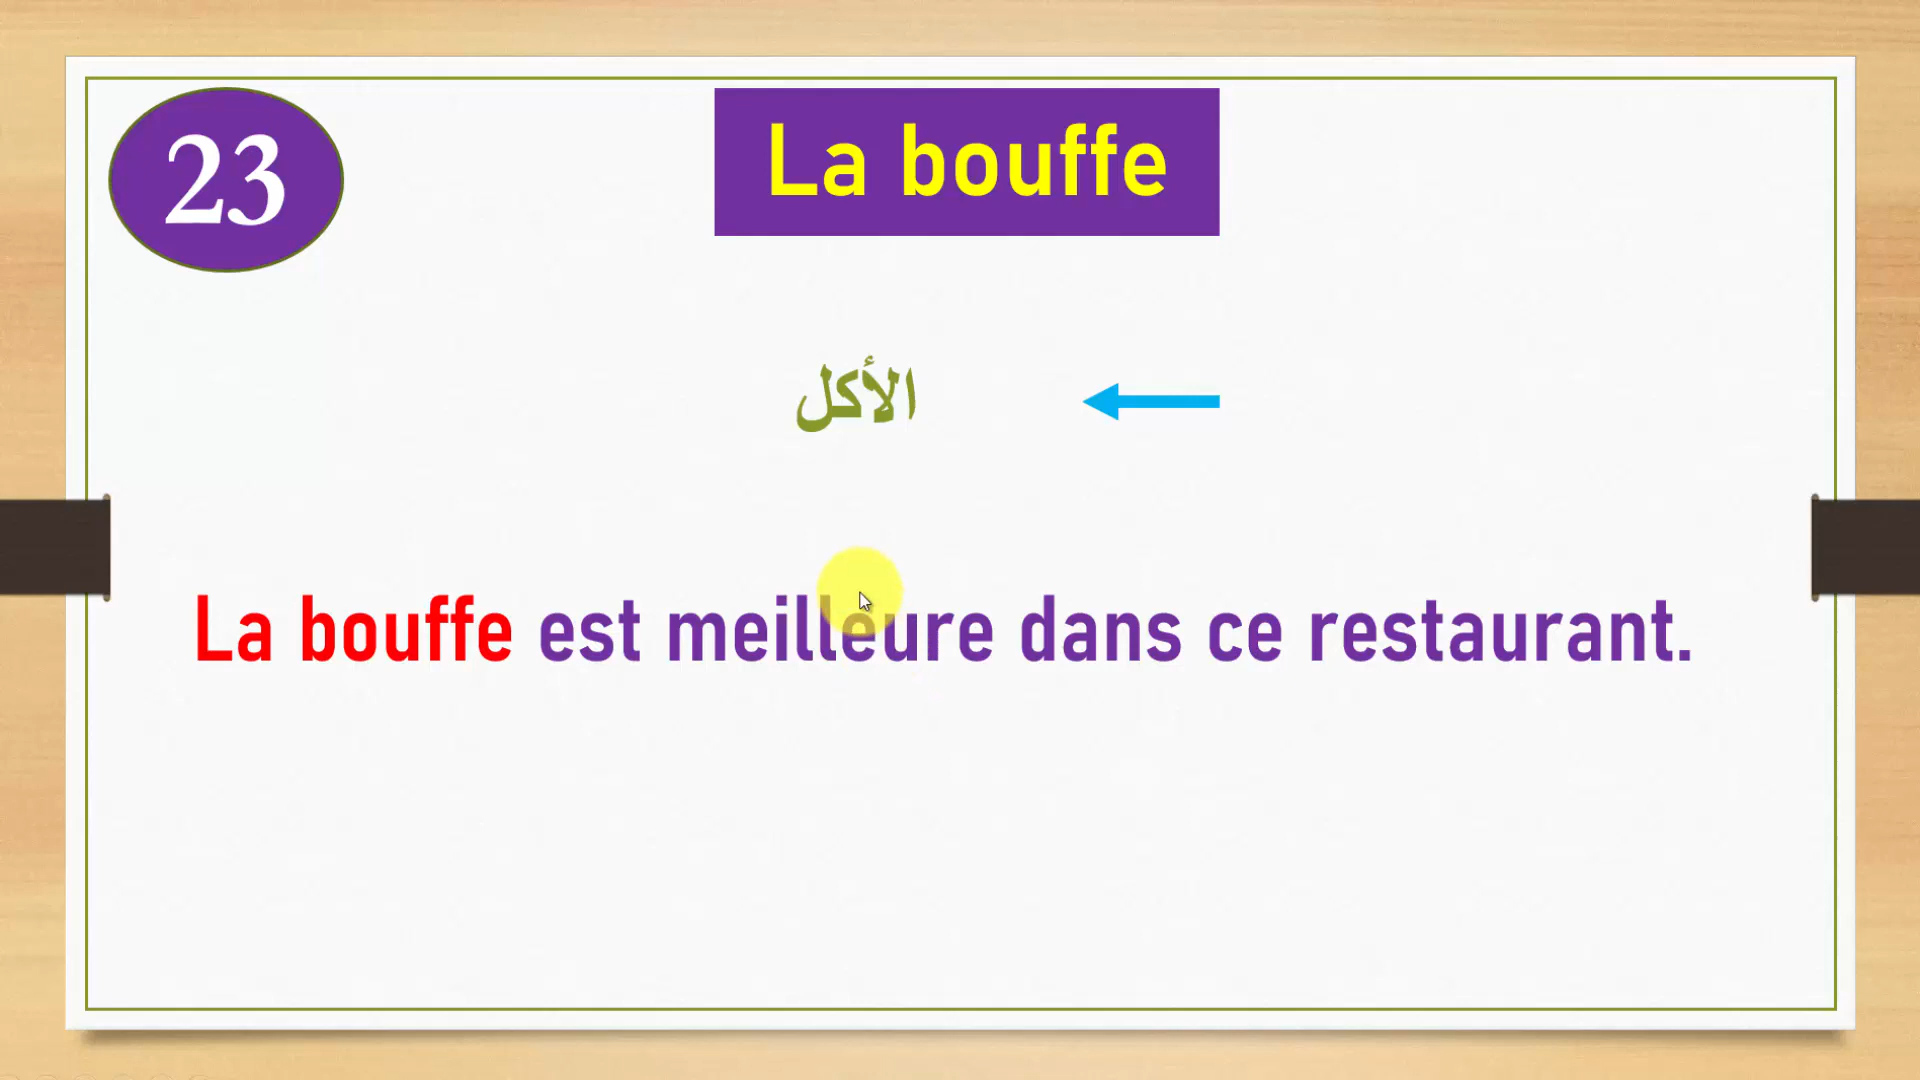 23
La bouffe
الأكل
La bouffe est meilleure dans ce restaurant.